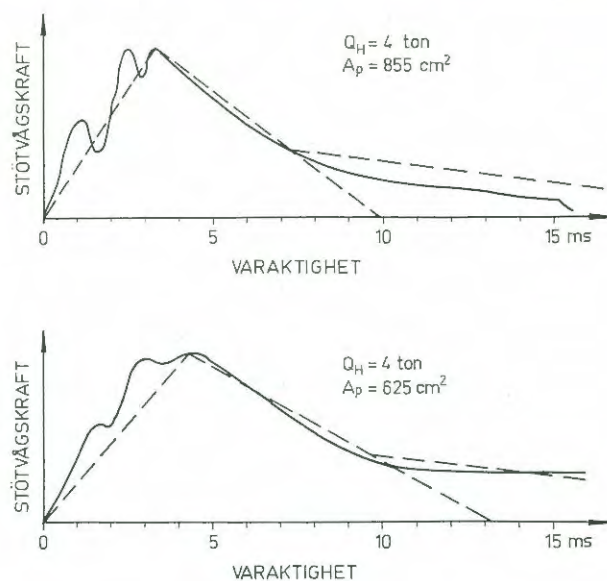 STÖTVÅGSKRAFT
Q_H = 4 ton
A_P = 855 cm²
0 5 10 15 ms
VARAKTIGHET
STÖTVÅGSKRAFT
Q_H = 4 ton
A_P = 625 cm²
0 5 10 15 ms
VARAKTIGHET